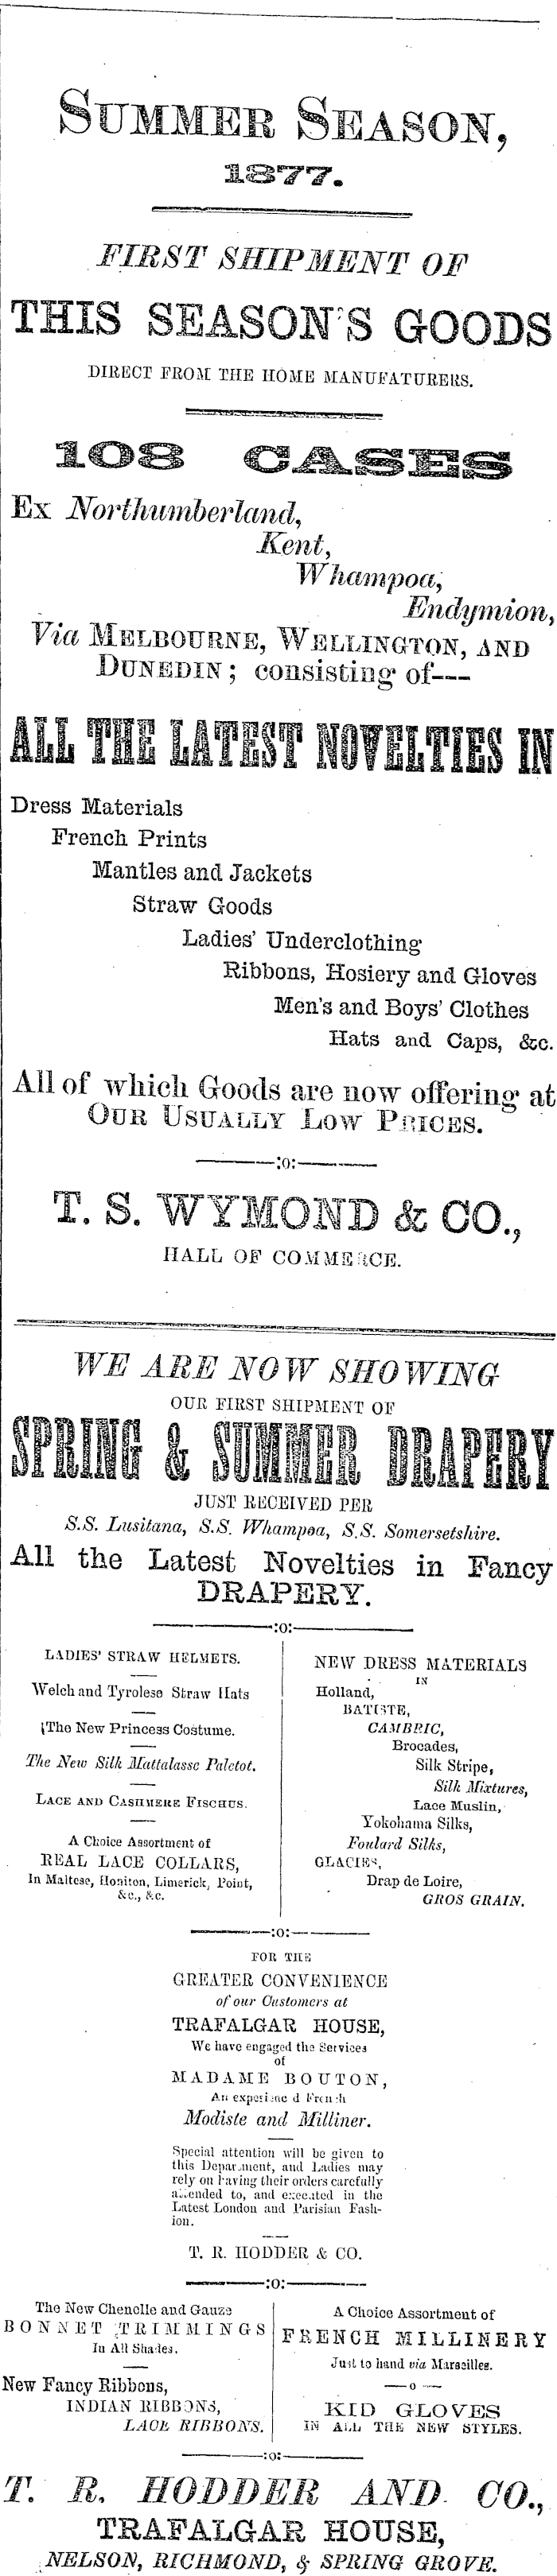 SUMMER SEASON,
1877.
FIRST SHIPMENT OF
THIS SEASON'S GOODS
DIRECT FROM THE HOME MANUFATURERS.
108 CASES
Ex Northumberland,
Kent,
Whampoa,
Endymion,
Via MELBOURNE, WELLINGTON, AND
DUNEDIN; consisting of---
ALL THE LATEST NOVELTIES IN
Dress Materials
French Prints
Mantles and Jackets
Straw Goods
Ladies' Underclothing
Ribbons, Hosiery and Gloves
Men's and Boys' Clothes
Hats and Caps, &c.
All of which Goods are now offering at
OUR USUALLY LOW PRICES.
:o:
T. S. WYMOND & CO.,
HALL OF COMMERCE.
WE ARE NOW SHOWING
OUR FIRST SHIPMENT OF
SPRING & SUMMER DRAPERY
JUST RECEIVED PER
S.S. Lusitana, S.S. Whampoa, S.S. Somersetshire.
All the Latest Novelties in Fancy
DRAPERY.
:o:
LADIES' STRAW HELMETS.
Welch and Tyrolese Straw Hats
The New Princess Costume.
The New Silk Mattalasse Paletot.
LACE AND CASHMERE FISCHUS.
A Choice Assortment of
REAL LACE COLLARS,
In Maltese, Honiton, Limerick, Point,
&c., &c.
NEW DRESS MATERIALS
IN
Holland,
BATISTE,
CAMBRIC,
Brocades,
Silk Stripe,
Silk Mixtures,
Lace Muslin,
Yokohama Silks,
Foulard Silks,
GLACIES,
Drap de Loire,
GROS GRAIN.
:o:
FOR THE
GREATER CONVENIENCE
of our Customers at
TRAFALGAR HOUSE,
We have engaged the Services
of
MADAME BOUTON,
An experienced French
Modiste and Milliner.
Special attention will be given to
this Department, and Ladies may
rely on having their orders carefully
attended to, and executed in the
Latest London and Parisian Fash-
ion.
T. R. HODDER & CO.
:o:
The New Chenelle and Gauze
BONNET TRIMMINGS
In All Shades.
New Fancy Ribbons,
INDIAN RIBBONS,
LACE RIBBONS.
A Choice Assortment of
FRENCH MILLINERY
Just to hand via Marseilles.
o
KID GLOVES
IN ALL THE NEW STYLES.
:o:
T. R. HODDER AND CO.,
TRAFALGAR HOUSE,
NELSON, RICHMOND, & SPRING GROVE.